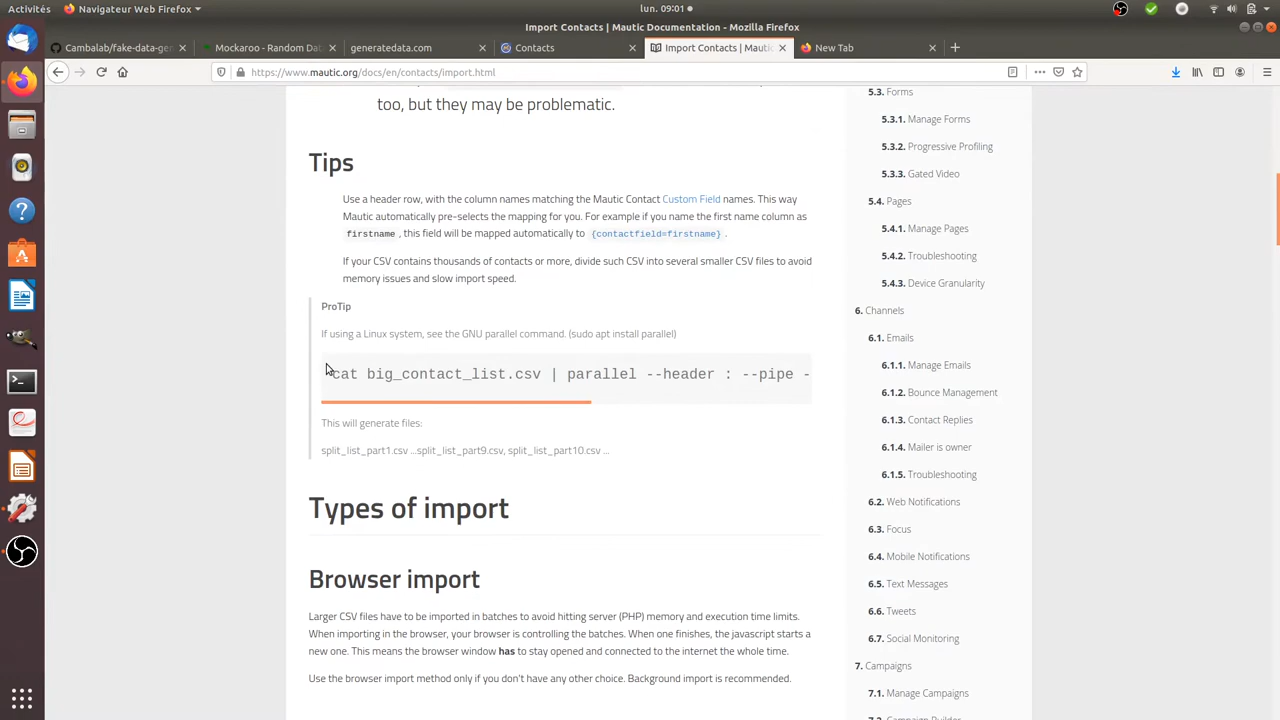 Activités
Navigateur Web Firefox
lun. 09:01
Import Contacts | Mautic Documentation - Mozilla Firefox
Cambalab/fake-data-ger
Mockaroo - Random Dat
generatedata.com
Contacts
Import Contacts | Mautic
New Tab
https://www.mautic.org/docs/en/contacts/import.html
too, but they may be problematic.
Tips
Use a header row, with the column names matching the Mautic Contact Custom Field names. This way
Mautic automatically pre-selects the mapping for you. For example if you name the first name column as
firstname , this field will be mapped automatically to {contactfield=firstname} .
If your CSV contains thousands of contacts or more, divide such CSV into several smaller CSV files to avoid
memory issues and slow import speed.
ProTip
If using a Linux system, see the GNU parallel command. (sudo apt install parallel)
cat big_contact_list.csv | parallel --header : --pipe -
This will generate files:
split_list_part1.csv ...split_list_part9.csv, split_list_part10.csv ...
Types of import
Browser import
Larger CSV files have to be imported in batches to avoid hitting server (PHP) memory and execution time limits.
When importing in the browser, your browser is controlling the batches. When one finishes, the javascript starts a
new one. This means the browser window has to stay opened and connected to the internet the whole time.
Use the browser import method only if you don't have any other choice. Background import is recommended.
5.3. Forms
5.3.1. Manage Forms
5.3.2. Progressive Profiling
5.3.3. Gated Video
5.4. Pages
5.4.1. Manage Pages
5.4.2. Troubleshooting
5.4.3. Device Granularity
6. Channels
6.1. Emails
6.1.1. Manage Emails
6.1.2. Bounce Management
6.1.3. Contact Replies
6.1.4. Mailer is owner
6.1.5. Troubleshooting
6.2. Web Notifications
6.3. Focus
6.4. Mobile Notifications
6.5. Text Messages
6.6. Tweets
6.7. Social Monitoring
7. Campaigns
7.1. Manage Campaigns